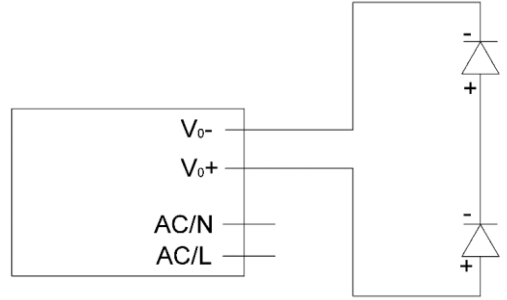 V₀-
V₀+
AC/N
AC/L
-
+
-
+